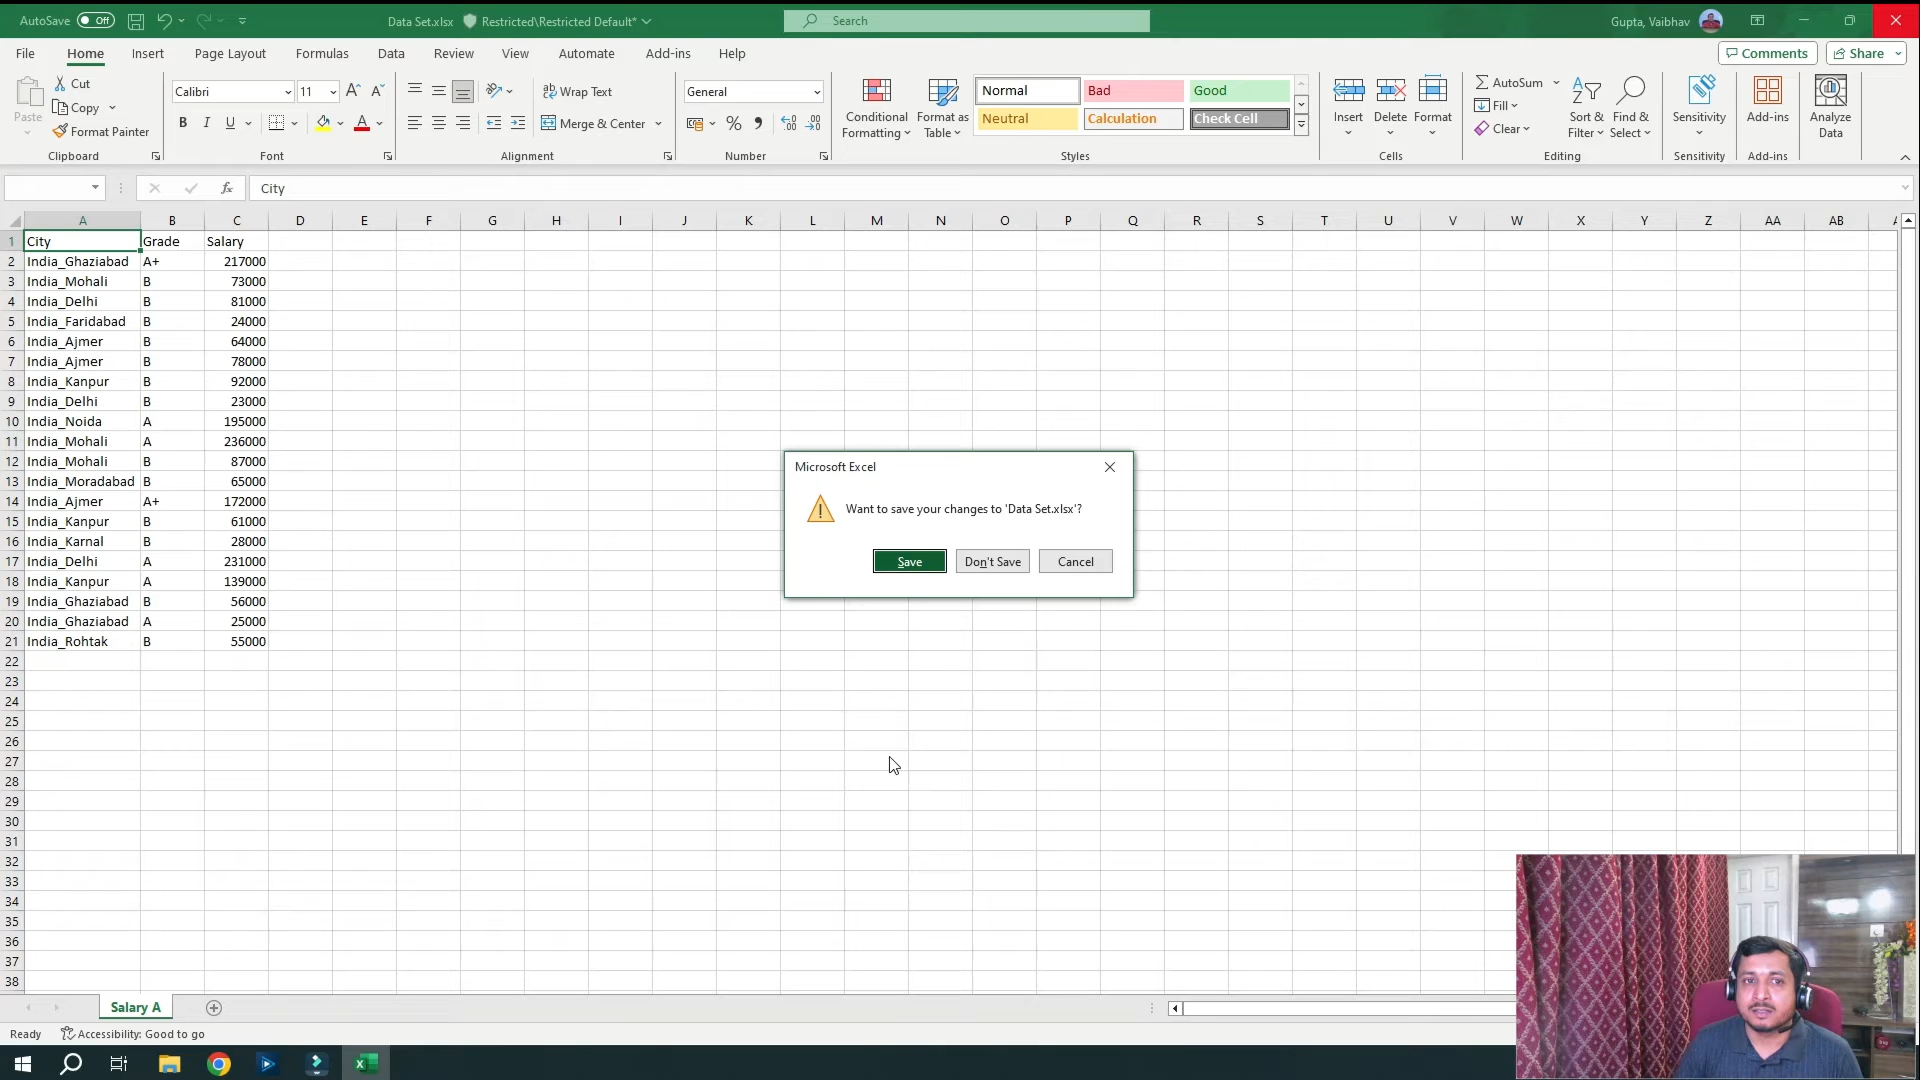 AutoSave Off Data Set.xlsx Restricted\Restricted Default* Search Gupta, Vaibhav
File Home Insert Page Layout Formulas Data Review View Automate Add-ins Help Comments Share
Paste Cut Copy Format Painter Clipboard
Calibri 11 B I U A Font
Wrap Text Merge & Center Alignment
General % Number
Conditional Formatting Format as Table
Normal Bad Good
Neutral Calculation Check Cell
Styles
Insert Delete Format Cells
AutoSum Fill Clear Sort & Filter Find & Select Editing
Sensitivity Sensitivity
Add-ins Add-ins
Analyze Data
fx City
A B C D E F G H I J K L M N O P Q R S T U V W X Y Z AA AB
1 City Grade Salary
2 India_Ghaziabad A+ 217000
3 India_Mohali B 73000
4 India_Delhi B 81000
5 India_Faridabad B 24000
6 India_Ajmer B 64000
7 India_Ajmer B 78000
8 India_Kanpur B 92000
9 India_Delhi B 23000
10 India_Noida A 195000
11 India_Mohali A 236000
12 India_Mohali B 87000
13 India_Moradabad B 65000
14 India_Ajmer A+ 172000
15 India_Kanpur B 61000
16 India_Karnal B 28000
17 India_Delhi A 231000
18 India_Kanpur A 139000
19 India_Ghaziabad B 56000
20 India_Ghaziabad A 25000
21 India_Rohtak B 55000
22
23
24
25
26
27
28
29
30
31
32
33
34
35
36
37
38
Microsoft Excel
Want to save your changes to 'Data Set.xlsx'?
Save Don't Save Cancel
Salary A
Ready Accessibility: Good to go